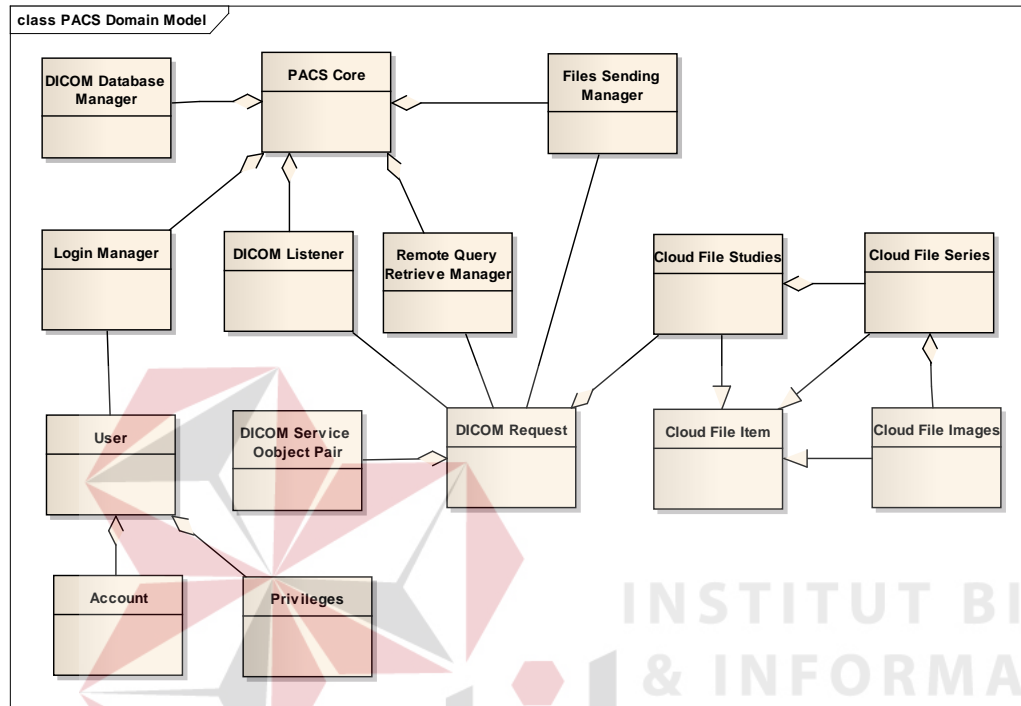 class PACS Domain Model
DICOM Database
Manager
PACS Core
Files Sending
Manager
Login Manager
DICOM Listener
Remote Query
Retrieve Manager
Cloud File Studies
Cloud File Series
User
DICOM Service
Oobject Pair
DICOM Request
Cloud File Item
Cloud File Images
Account
Privileges
INSTITUT BI
& INFORMA